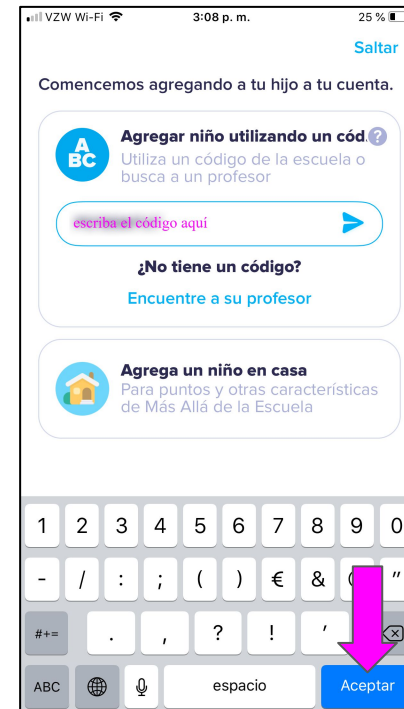 VZW Wi-Fi 3:08 p. m. 25 %
Saltar
Comencemos agregando a tu hijo a tu cuenta.
A
BC
Agregar niño utilizando un cód. ?
Utiliza un código de la escuela o
busca a un profesor
escriba el código aquí
¿No tiene un código?
Encuentre a su profesor
Agrega un niño en casa
Para puntos y otras características
de Más Allá de la Escuela
1 2 3 4 5 6 7 8 9 0
- / : ; ( ) € & "
#+= . , ? ! '
ABC espacio Aceptar